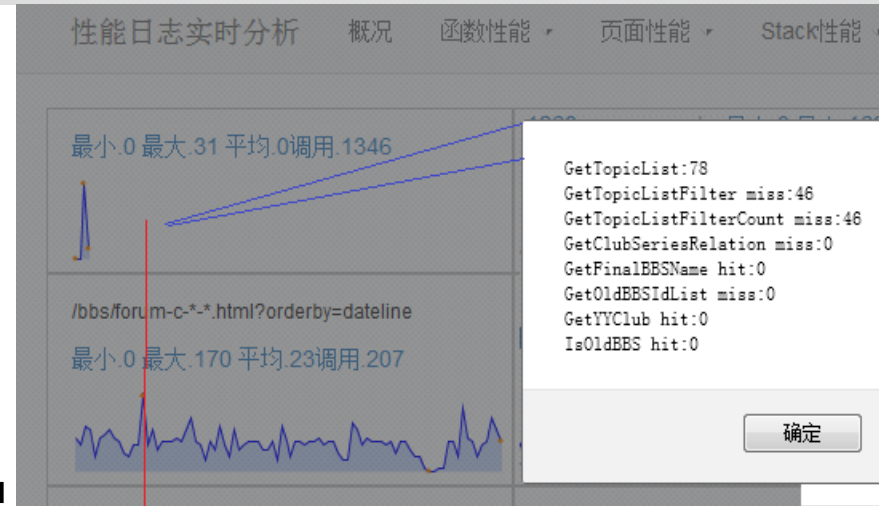 性能日志实时分析 概况 函数性能 页面性能 Stack性能
最小.0 最大.31 平均.0调用.1346
GetTopicList:78
GetTopicListFilter miss:46
GetTopicListFilterCount miss:46
GetClubSeriesRelation miss:0
GetFinalBBSName hit:0
GetOldBBSIdList miss:0
GetYYClub hit:0
IsOldBBS hit:0
确定
/bbs/forum-c-*-*.html?orderby=dateline
最小.0 最大.170 平均.23调用.207